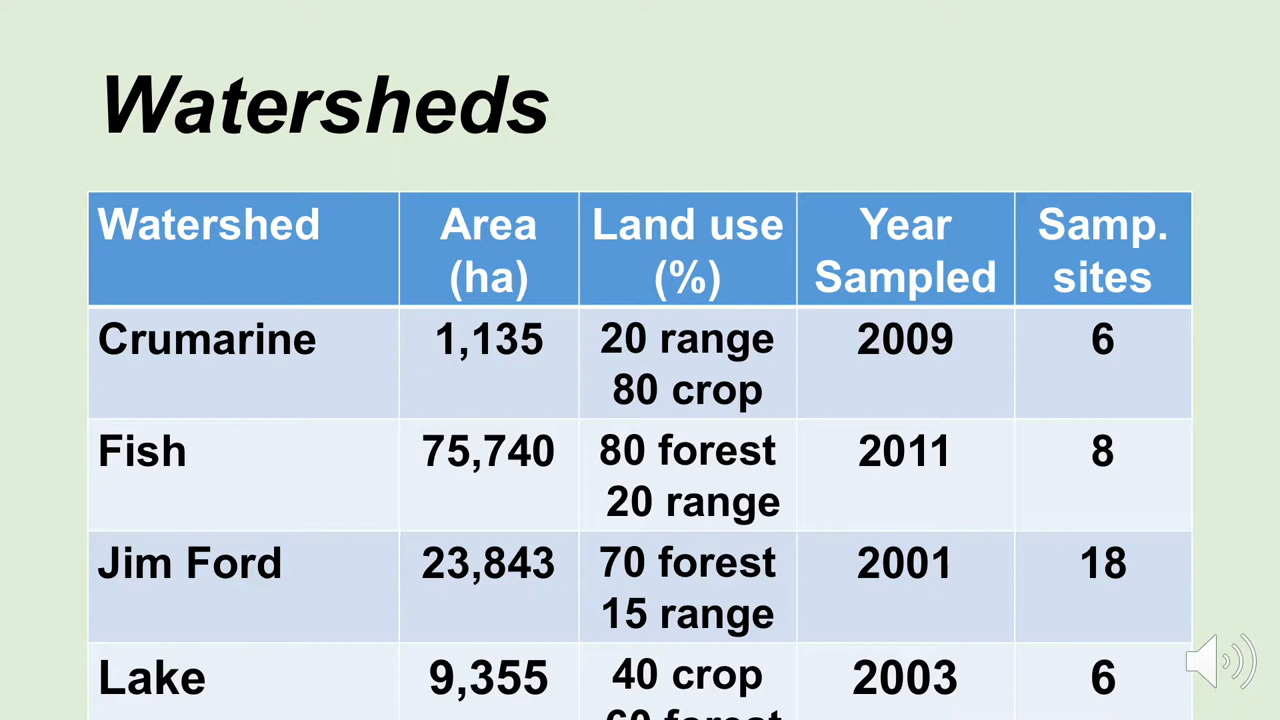 Watersheds
Watershed Area Land use Year Samp.
(ha) (%) Sampled sites
Crumarine 1,135 20 range 2009 6
80 crop
Fish 75,740 80 forest 2011 8
20 range
Jim Ford 23,843 70 forest 2001 18
15 range
Lake 9,355 40 crop 2003 6
60 forest